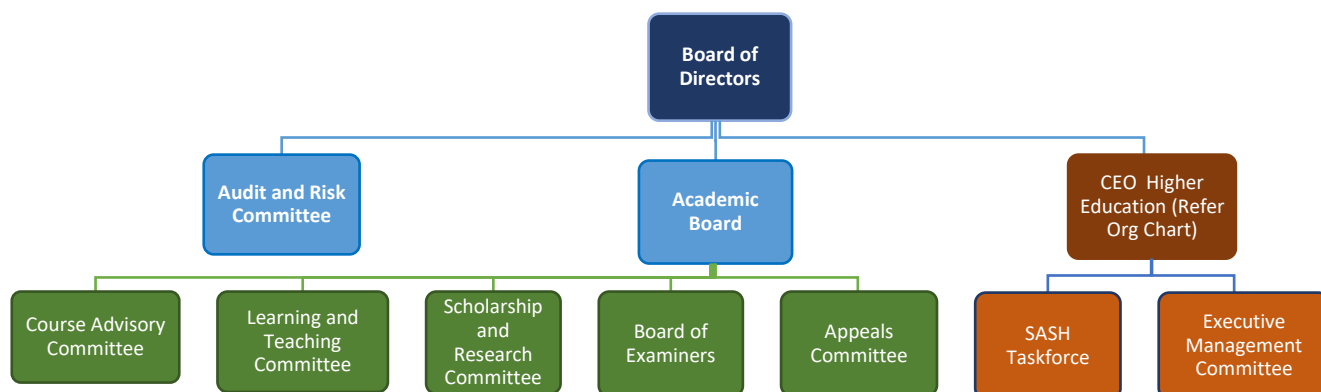 Board of
Directors
Audit and Risk
Committee
Academic
Board
CEO  Higher
Education (Refer
Org Chart)
Course Advisory
Committee
Learning and
Teaching
Committee
Scholarship
and
Research
Committee
Board of
Examiners
Appeals
Committee
SASH
Taskforce
Executive
Management
Committee